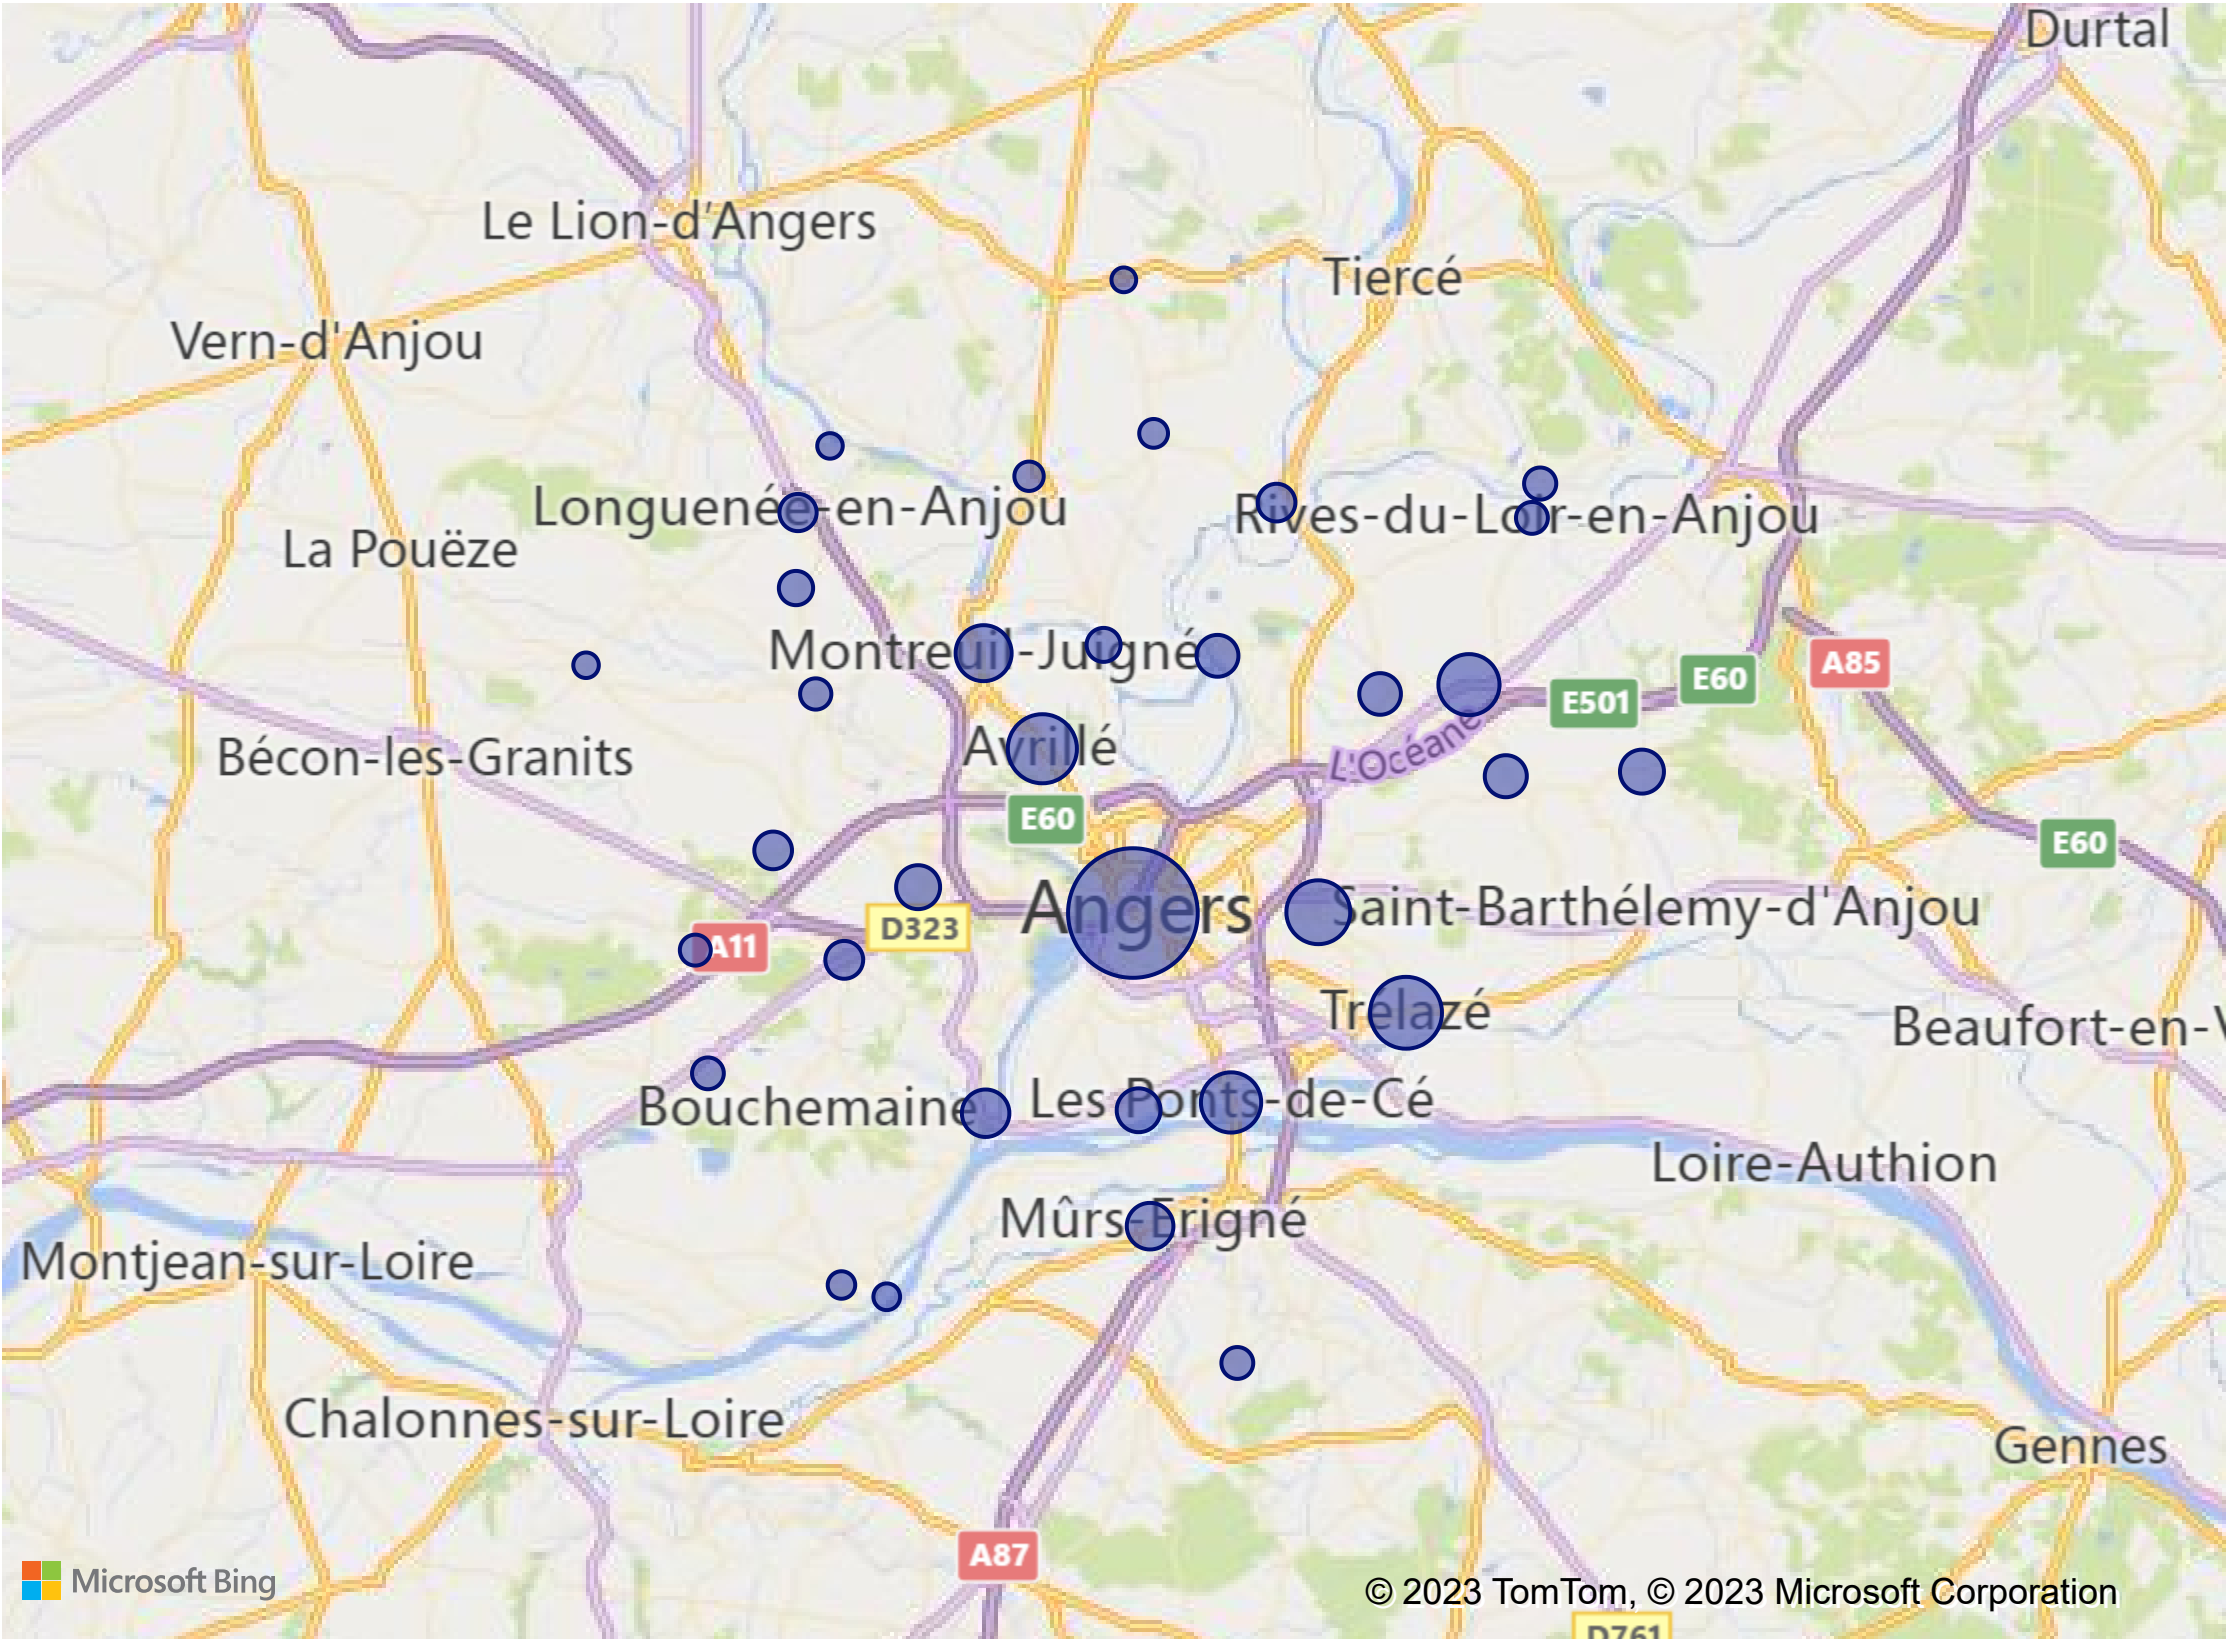 Durtal
Le Lion-d'Angers
Tiercé
Vern-d'Anjou
Longuenée-en-Anjou
Rives-du-Loir-en-Anjou
La Pouëze
Montreuil-Juigné
A85
E60
E501
Avrillé
L'Océane
Bécon-les-Granits
E60
E60
Angers
Saint-Barthélemy-d'Anjou
D323
A11
Trélazé
Beaufort-en-V
Bouchemaine
Les Ponts-de-Cé
Loire-Authion
Mûrs-Erigné
Montjean-sur-Loire
Chalonnes-sur-Loire
Gennes
A87
Microsoft Bing
© 2023 TomTom, © 2023 Microsoft Corporation
D761